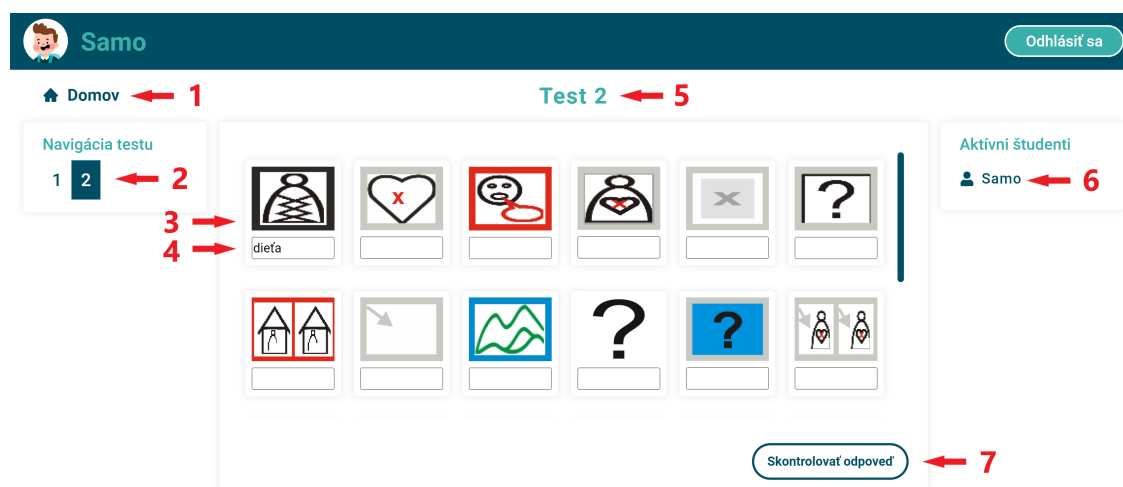 Samo
Odhlásiť sa
Domov 1
Test 2 5
Navigácia testu
1 2 2
Aktívni študenti
Samo 6
x x ?
3
4 dieťa
? ?
x x
Skontrolovať odpoveď 7